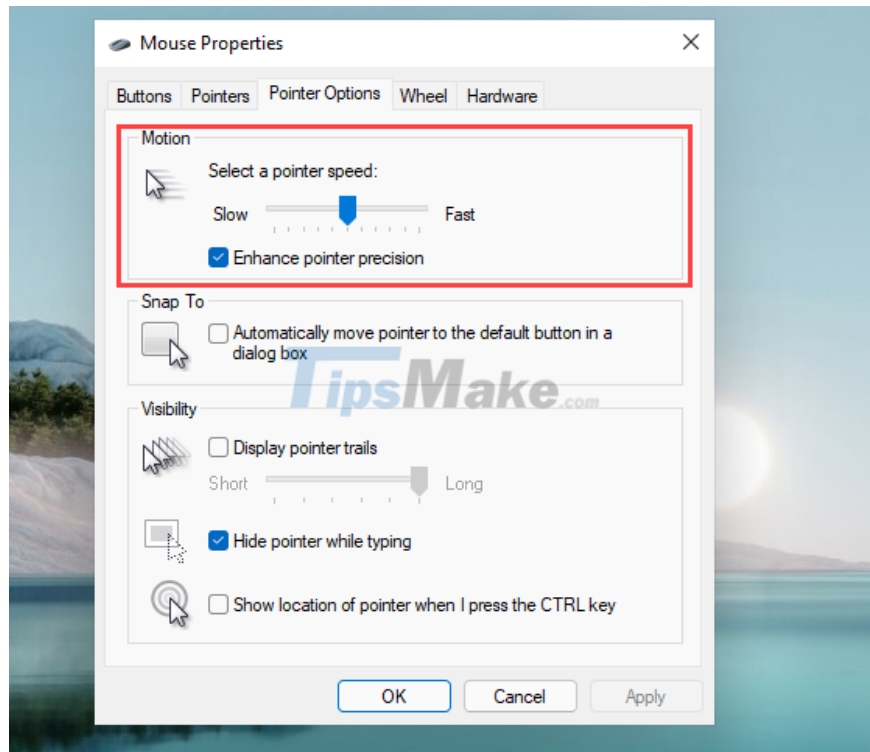 Mouse Properties
Buttons Pointers Pointer Options Wheel Hardware
Motion
Select a pointer speed:
Slow Fast
Enhance pointer precision
Snap To
Automatically move pointer to the default button in a
dialog box
TipsMake.com
Visibility
Display pointer trails
Short Long
Hide pointer while typing
Show location of pointer when I press the CTRL key
OK Cancel Apply